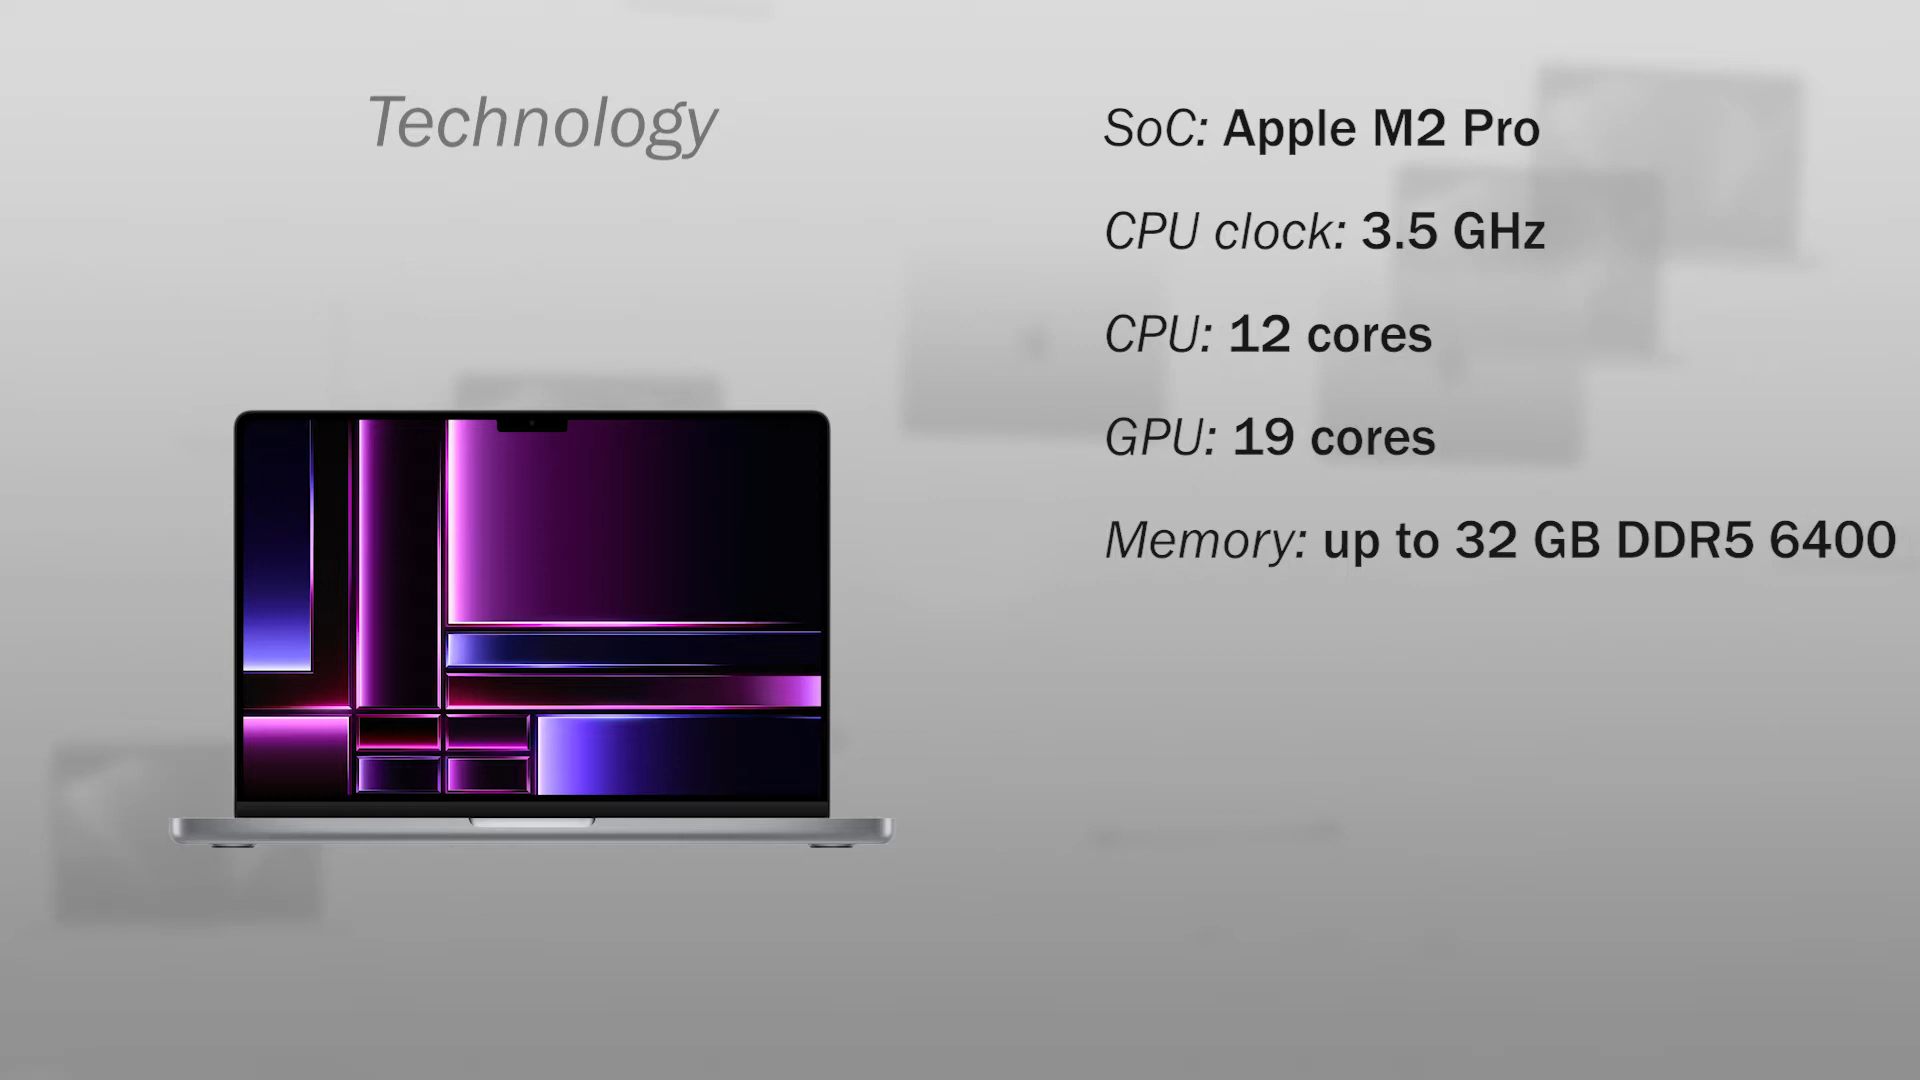 Technology
SoC: Apple M2 Pro
CPU clock: 3.5 GHz
CPU: 12 cores
GPU: 19 cores
Memory: up to 32 GB DDR5 6400